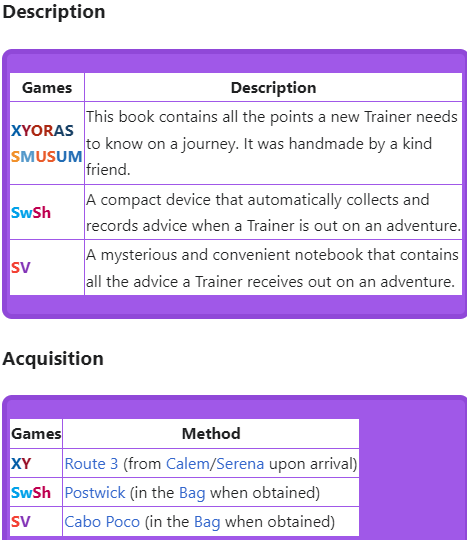 Description
Games Description
XYORAS This book contains all the points a new Trainer needs
SMUSUM to know on a journey. It was handmade by a kind
friend.
SwSh A compact device that automatically collects and
records advice when a Trainer is out on an adventure.
SV A mysterious and convenient notebook that contains
all the advice a Trainer receives out on an adventure.
Acquisition
Games Method
XY Route 3 (from Calem/Serena upon arrival)
SwSh Postwick (in the Bag when obtained)
SV Cabo Poco (in the Bag when obtained)